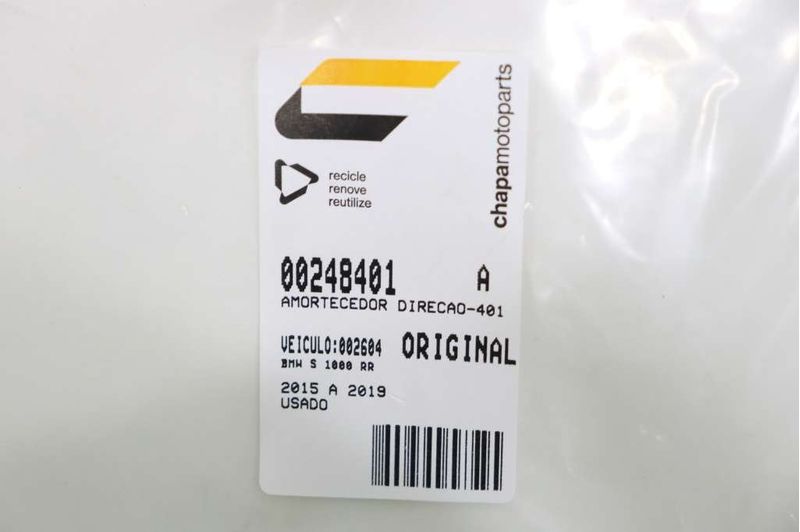 chapamotoparts
recicle
renove
reutilize
00248401 A
AMORTECEDOR DIRECAO-401
VEICULO:002604 ORIGINAL
BMW S 1000 RR
2015 A 2019
USADO